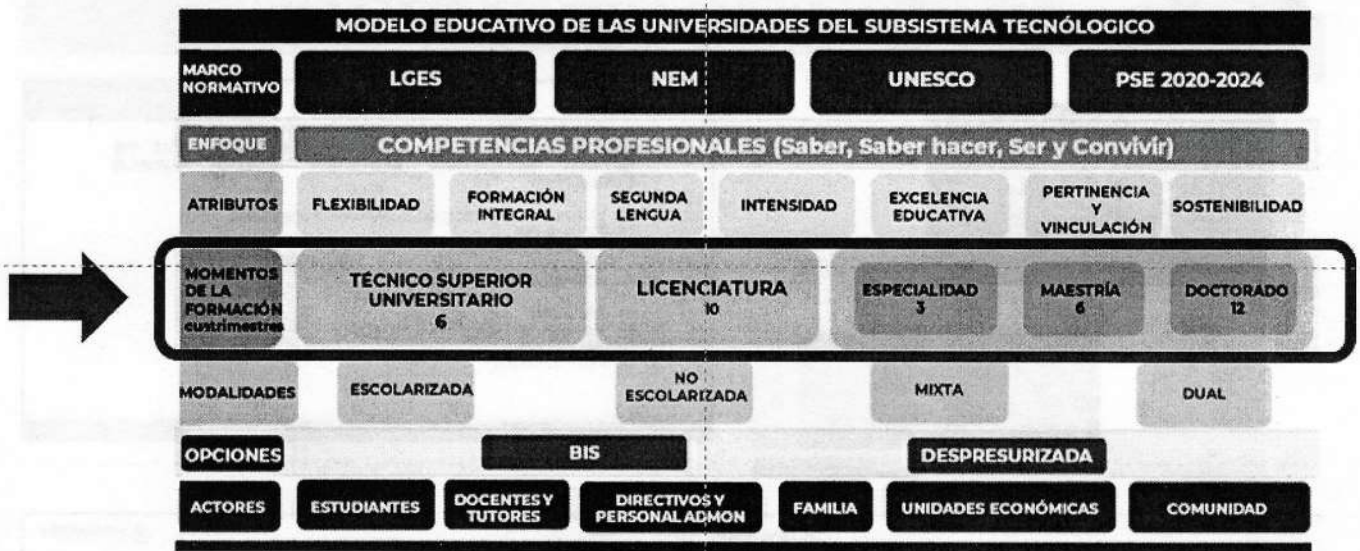 MODELO EDUCATIVO DE LAS UNIVERSIDADES DEL SUBSISTEMA TECNÓLOGICO
MARCO
NORMATIVO
LGES
NEM
UNESCO
PSE 2020-2024
ENFOQUE
COMPETENCIAS PROFESIONALES (Saber, Saber hacer, Ser y Convivir)
ATRIBUTOS
FLEXIBILIDAD
FORMACIÓN
INTEGRAL
SEGUNDA
LENGUA
INTENSIDAD
EXCELENCIA
EDUCATIVA
PERTINENCIA
Y
VINCULACIÓN
SOSTENIBILIDAD
MOMENTOS
DE LA
FORMACIÓN
custrimestres
TÉCNICO SUPERIOR
UNIVERSITARIO
6
LICENCIATURA
10
ESPECIALIDAD
3
MAESTRÍA
6
DOCTORADO
12
MODALIDADES
ESCOLARIZADA
NO
ESCOLARIZADA
MIXTA
DUAL
OPCIONES
BIS
DESPRESURIZADA
ACTORES
ESTUDIANTES
DOCENTES Y
TUTORES
DIRECTIVOS Y
PERSONAL ADMON
FAMILIA
UNIDADES ECONÓMICAS
COMUNIDAD